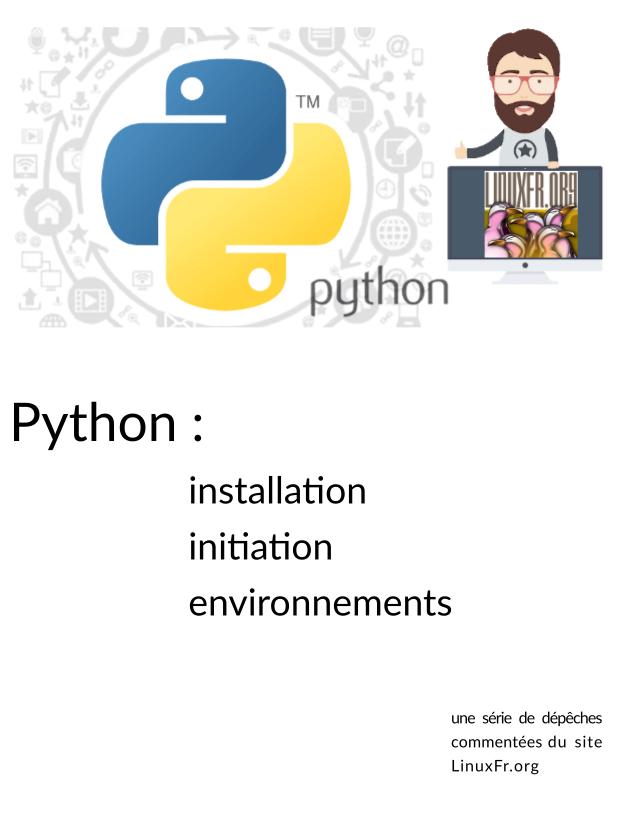 TM
python
LINUXFR.ORG
Python :
installation
initiation
environnements
une série de dépêches
commentées du site
LinuxFr.org